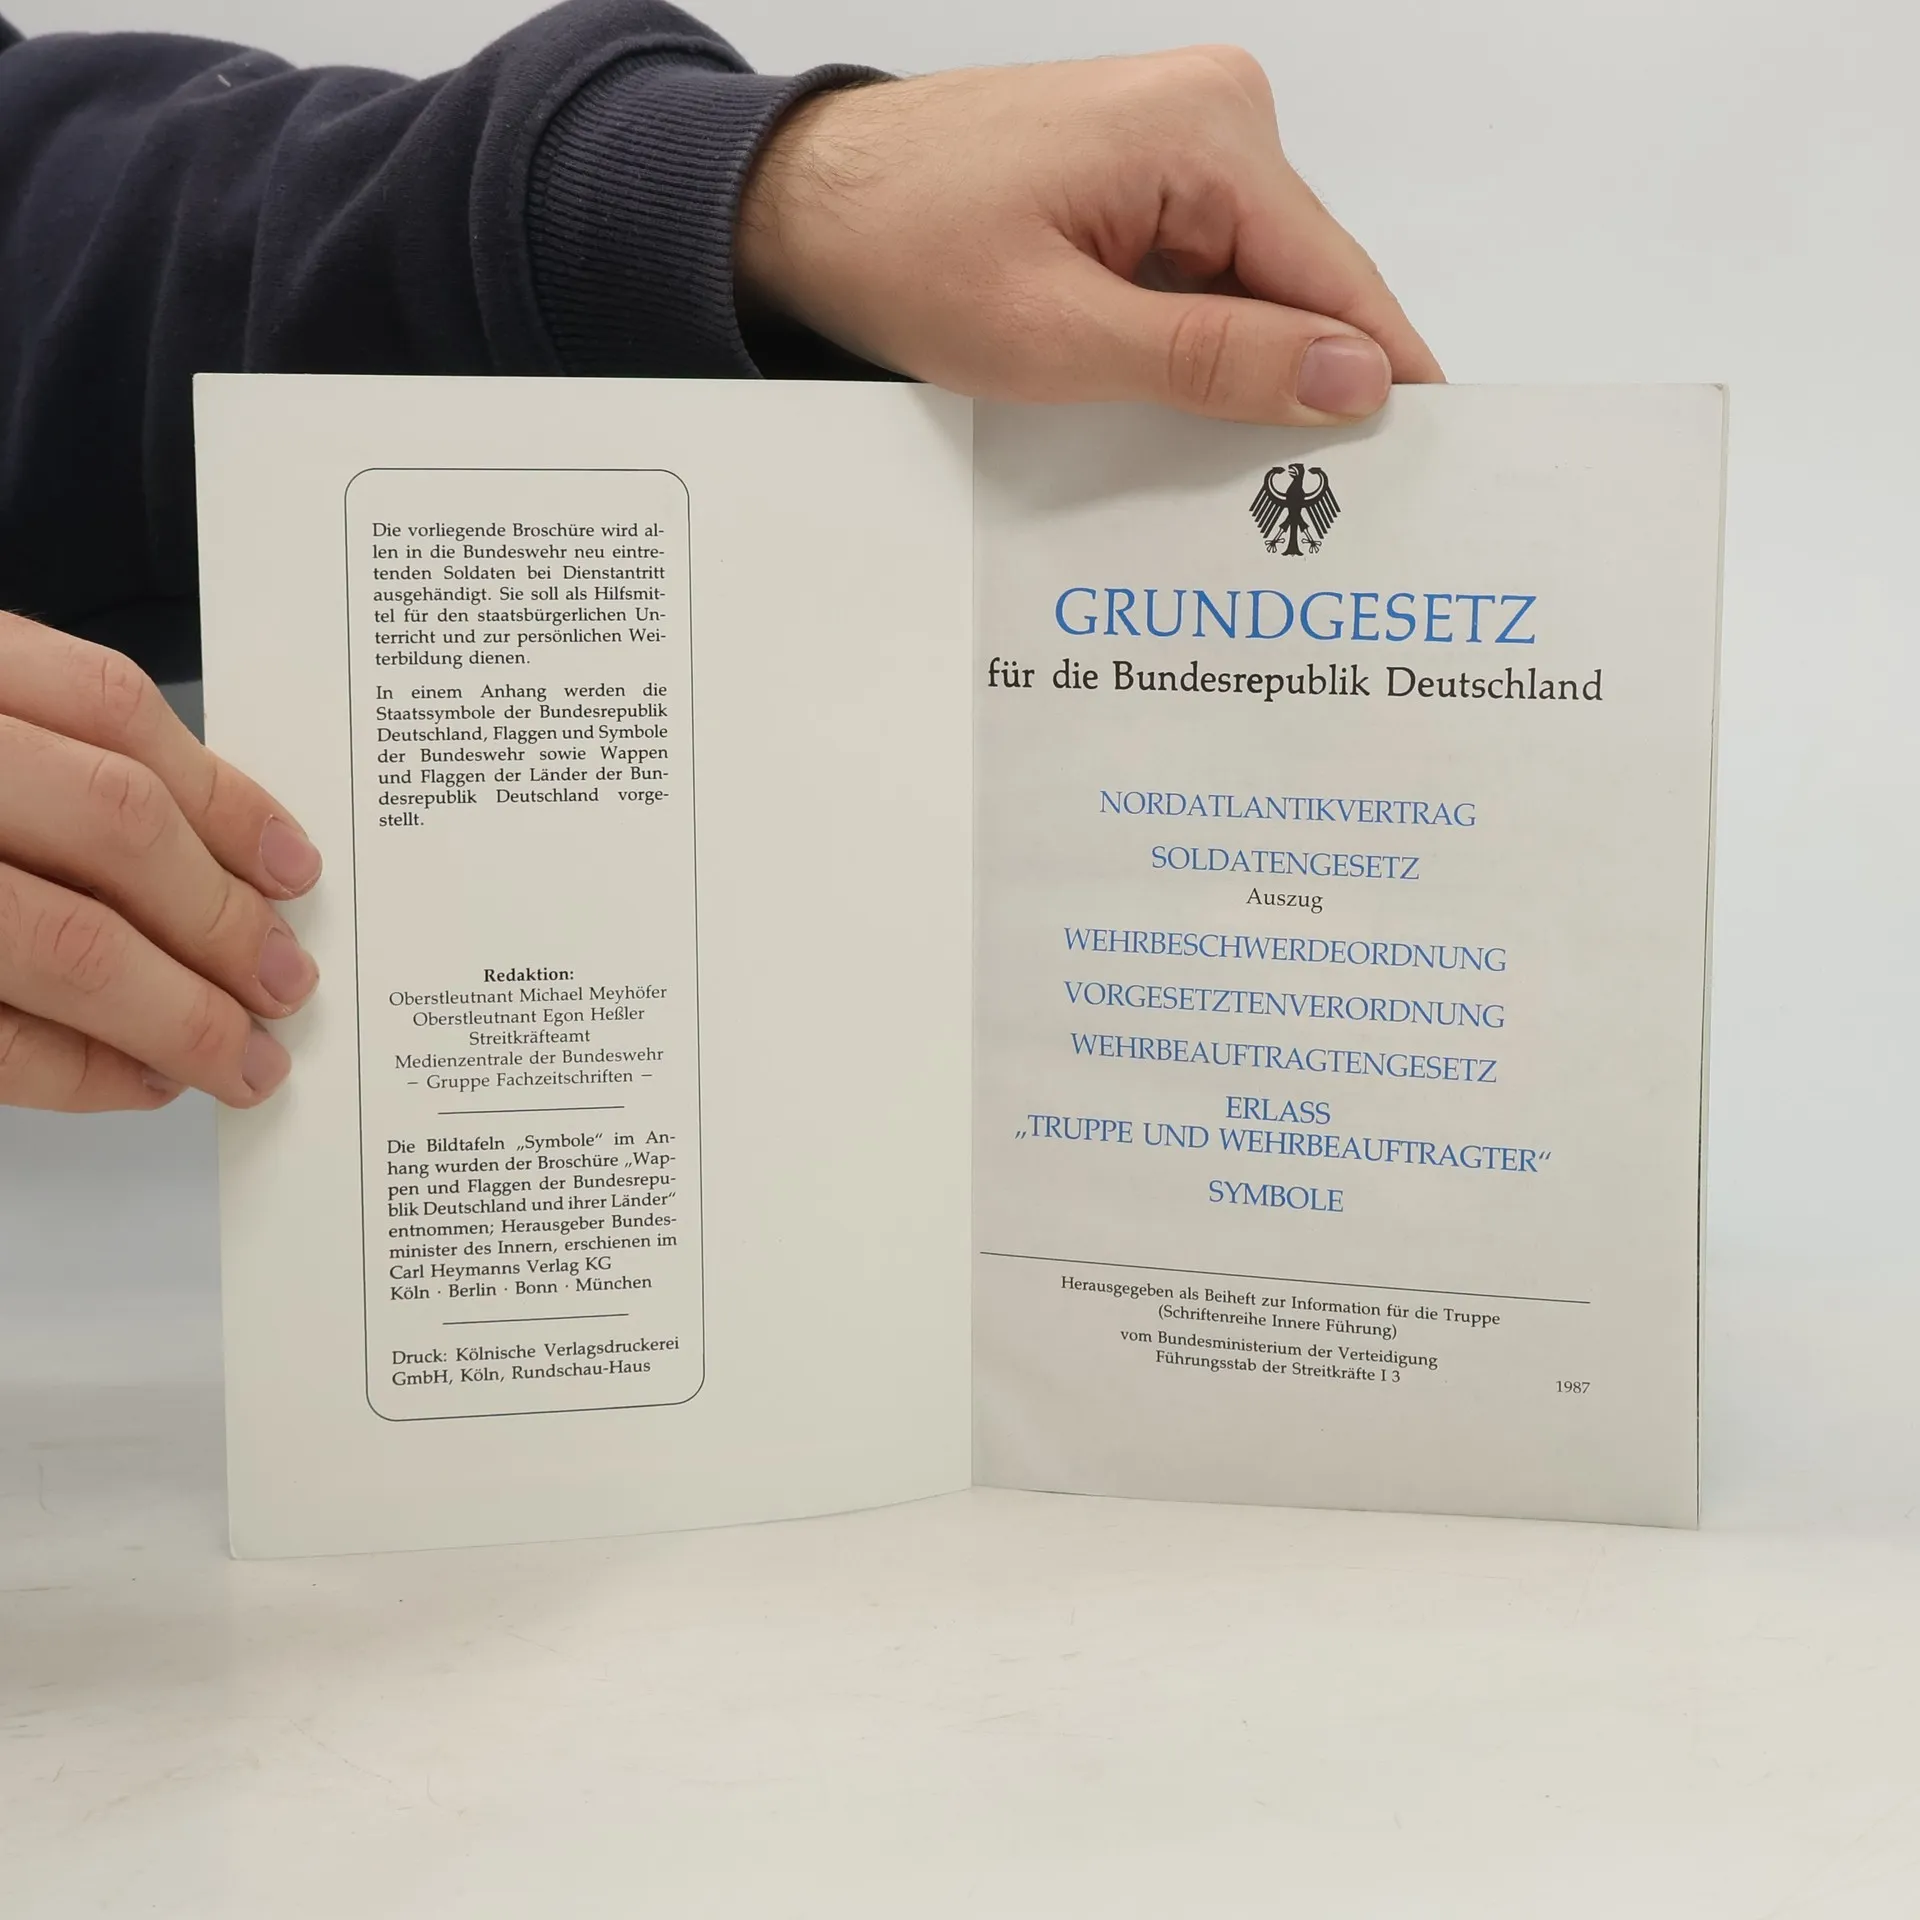 Die vorliegende Broschüre wird al-
len in die Bundeswehr neu eintre-
tenden Soldaten bei Dienstantritt
ausgehändigt. Sie soll als Hilfsmit-
tel für den staatsbürgerlichen Un-
terricht und zur persönlichen Wei-
terbildung dienen.
In einem Anhang werden die
Staatssymbole der Bundesrepublik
Deutschland, Flaggen und Symbole
der Bundeswehr sowie Wappen
und Flaggen der Länder der Bun-
desrepublik Deutschland vorge-
stellt.
Redaktion:
Oberstleutnant Michael Meyhöfer
Oberstleutnant Egon Heßler
Streitkräfteamt
Medienzentrale der Bundeswehr
– Gruppe Fachzeitschriften –
Die Bildtafeln „Symbole“ im An-
hang wurden der Broschüre „Wap-
pen und Flaggen der Bundesrepu-
blik Deutschland und ihrer Länder“
entnommen; Herausgeber Bundes-
minister des Innern, erschienen im
Carl Heymanns Verlag KG
Köln · Berlin · Bonn · München
Druck: Kölnische Verlagsdruckerei
GmbH, Köln, Rundschau-Haus
GRUNDGESETZ
für die Bundesrepublik Deutschland
NORDATLANTIKVERTRAG
SOLDATENGESETZ
Auszug
WEHRBESCHWERDEORDNUNG
VORGESETZTENVERORDNUNG
WEHRBEAUFTRAGTENGESETZ
ERLASS
„TRUPPE UND WEHRBEAUFTRAGTER“
SYMBOLE
Herausgegeben als Beiheft zur Information für die Truppe
(Schriftenreihe Innere Führung)
vom Bundesministerium der Verteidigung
Führungsstab der Streitkräfte I 3
1987